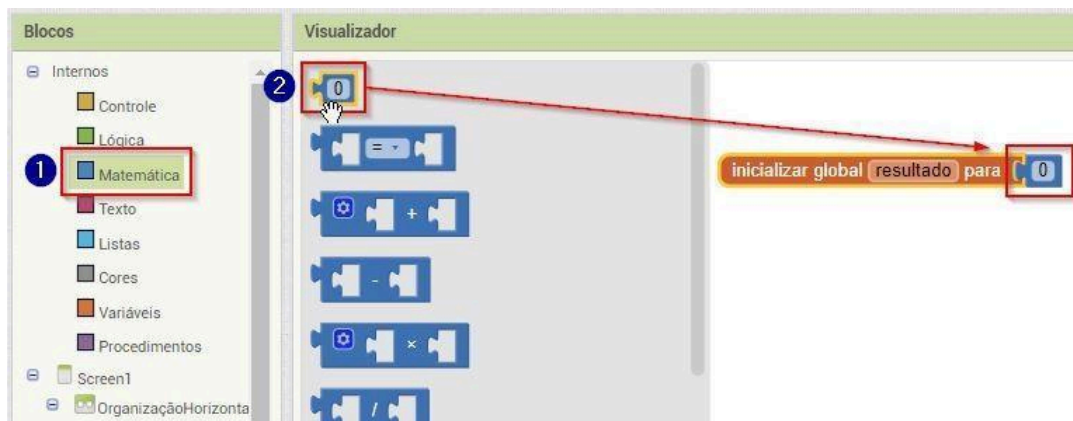 Blocos
Visualizador
Internos
Controle
Lógica
1
Matemática
Texto
Listas
Cores
Variáveis
Procedimentos
Screen1
OrganizaçãoHorizonta
2
0
=
+
-
×
/
inicializar global resultado para 0